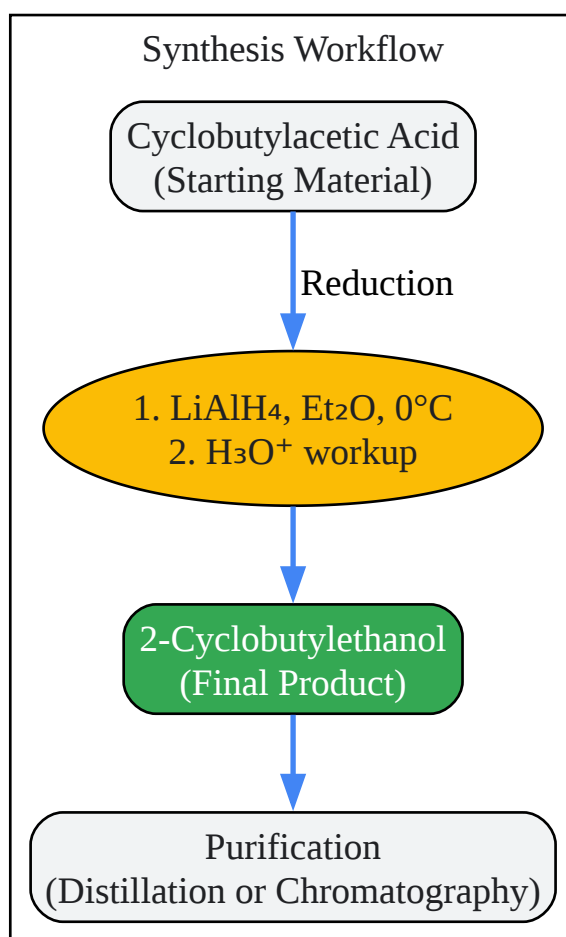 Synthesis Workflow
Cyclobutylacetic Acid
(Starting Material)
Reduction
1. LiAlH₄, Et₂O, 0°C
2. H₃O⁺ workup
2-Cyclobutylethanol
(Final Product)
Purification
(Distillation or Chromatography)